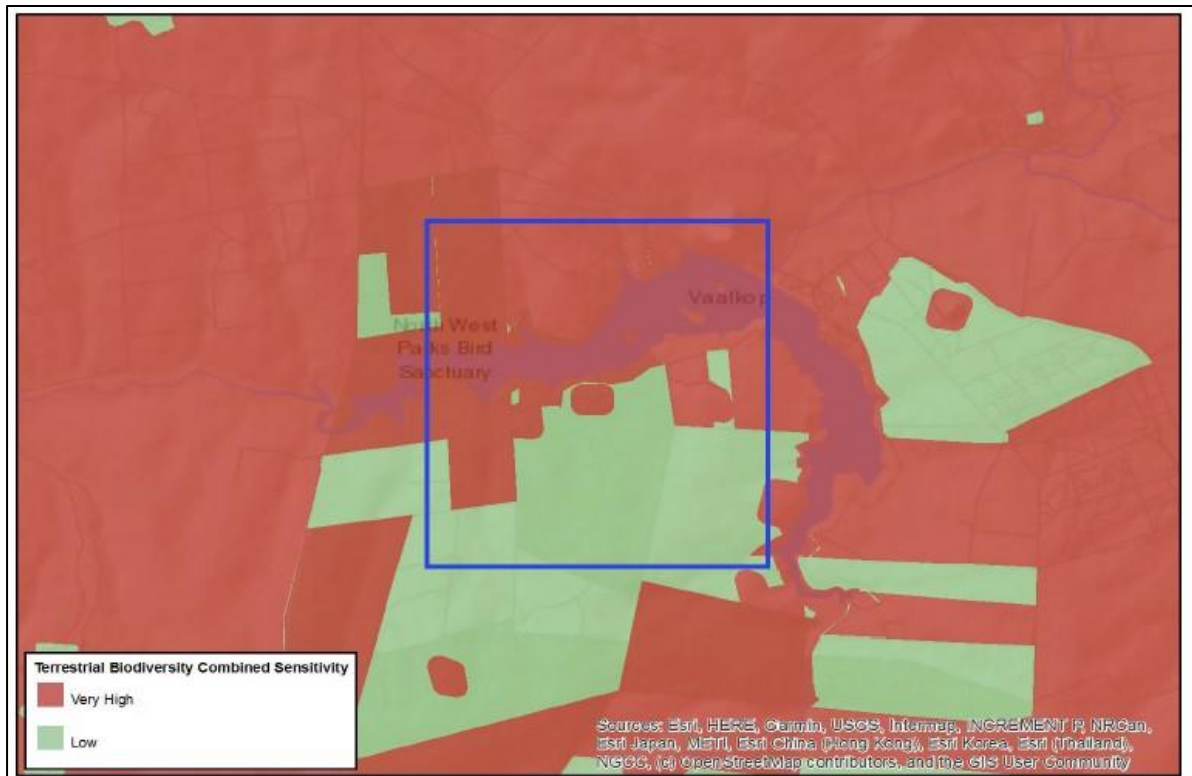 Vaalkop
North West
Parks Bird
Sanctuary
Terrestrial Biodiversity Combined Sensitivity
Very High
Low
Sources: Esri, HERE, Garmin, USGS, Intermap, INCREMENT P, NRCan,
Esri Japan, METI, Esri China (Hong Kong), Esri Korea, Esri (Thailand),
NGCC, (c) OpenStreetMap contributors, and the GIS User Community